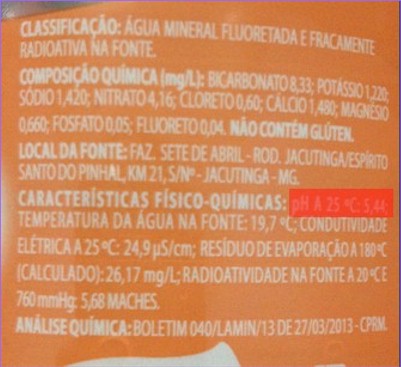 CLASSIFICAÇÃO: ÁGUA MINERAL FLUORETADA E FRACAMENTE
RADIOATIVA NA FONTE.
COMPOSIÇÃO QUÍMICA (mg/L): BICARBONATO 8,33; POTÁSSIO 1,220;
SÓDIO 1,420; NITRATO 4,16; CLORETO 0,60; CÁLCIO 1,480; MAGNÉSIO
0,660; FOSFATO 0,05; FLUORETO 0,04. NÃO CONTÉM GLÚTEN.
LOCAL DA FONTE: FAZ. SETE DE ABRIL - ROD. JACUTINGA/ESPÍRITO
SANTO DO PINHAL, KM 21, S/Nº - JACUTINGA - MG.
CARACTERÍSTICAS FÍSICO-QUÍMICAS: pH A 25 ºC: 5,44;
TEMPERATURA DA ÁGUA NA FONTE: 19,7 ºC; CONDUTIVIDADE
ELÉTRICA A 25 ºC: 24,9 µS/cm; RESÍDUO DE EVAPORAÇÃO A 180 ºC
(CALCULADO): 26,17 mg/L; RADIOATIVIDADE NA FONTE A 20 ºC E
760 mmHg: 5,68 MACHES.
ANÁLISE QUÍMICA: BOLETIM 040/LAMIN/13 DE 27/03/2013 - CPRM.